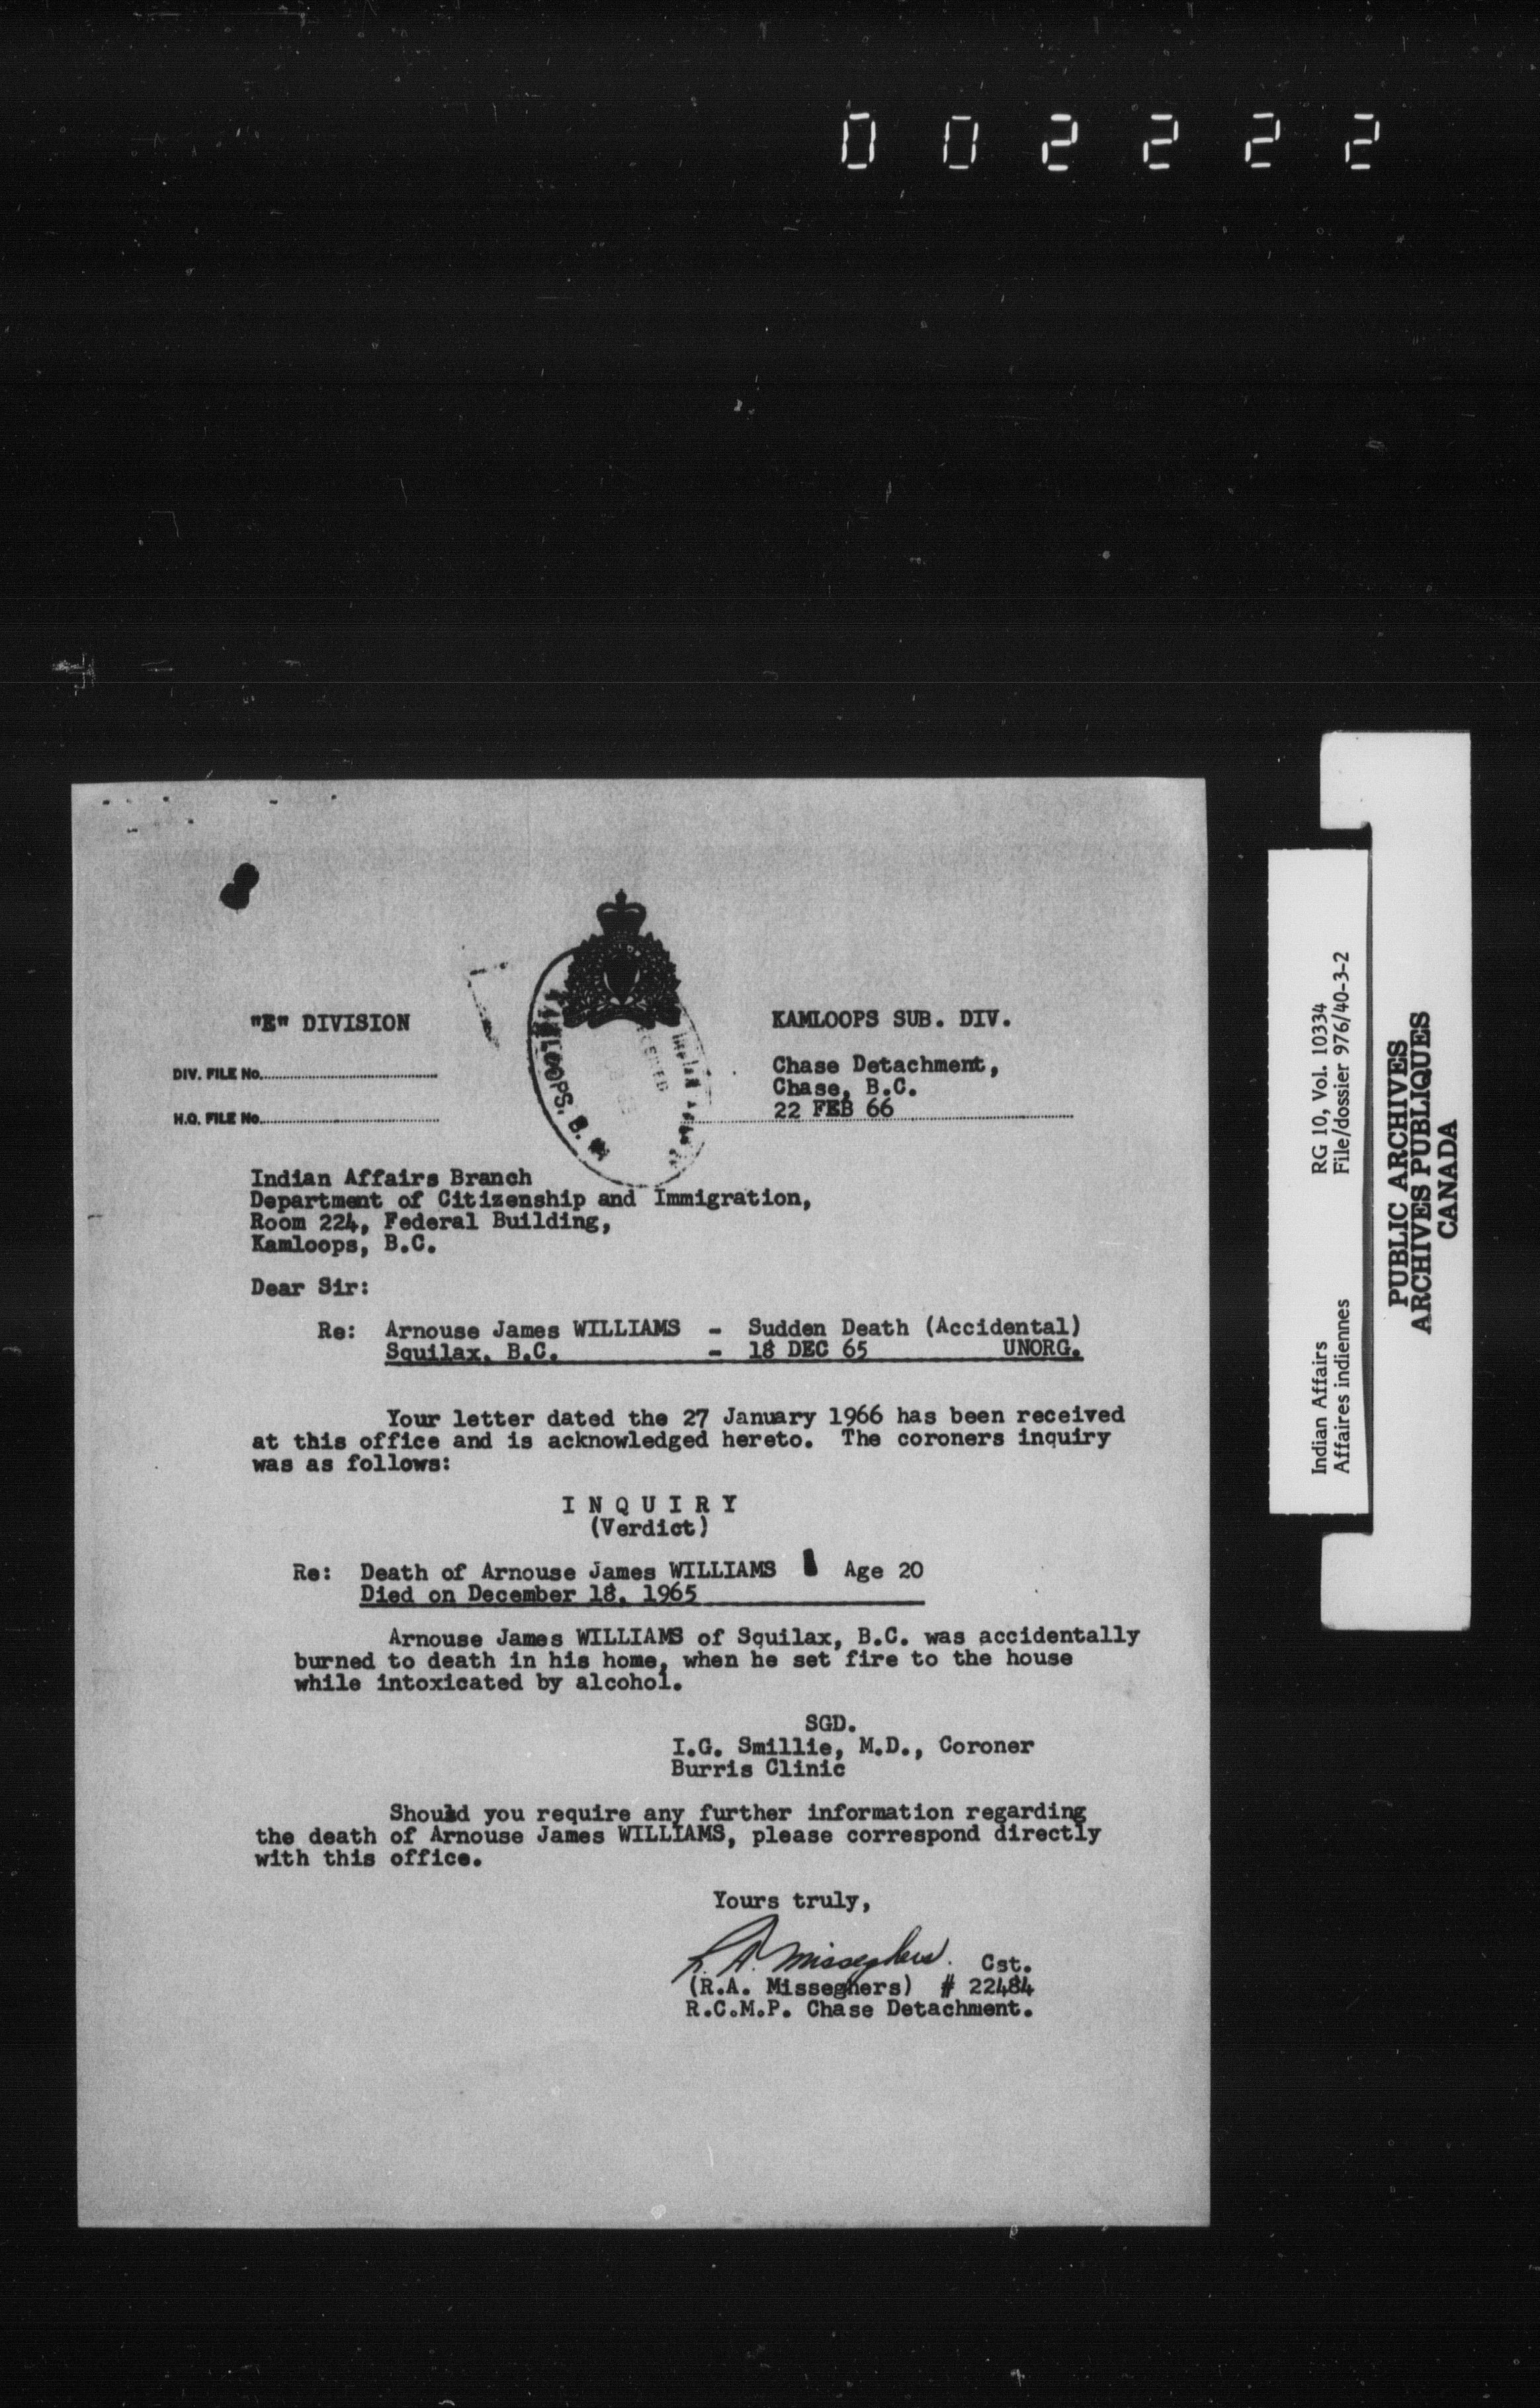 002222
"E" DIVISION
KAMLOOPS SUB. DIV.
DIV. FILE No.
Chase Detachment,
Chase, B.C.
H.Q. FILE No.
22 FEB 66
KAMLOOPS, B.
Indian Affairs Branch
Department of Citizenship and Immigration,
Room 224, Federal Building,
Kamloops, B.C.
Dear Sir:
Re: Arnouse James WILLIAMS - Sudden Death (Accidental)
Squilax, B.C. - 18 DEC 65 UNORG.
Your letter dated the 27 January 1966 has been received
at this office and is acknowledged hereto. The coroners inquiry
was as follows:
I N Q U I R Y
(Verdict)
Re: Death of Arnouse James WILLIAMS Age 20
Died on December 18, 1965
Arnouse James WILLIAMS of Squilax, B.C. was accidentally
burned to death in his home, when he set fire to the house
while intoxicated by alcohol.
SGD.
I.G. Smillie, M.D., Coroner
Burris Clinic
Should you require any further information regarding
the death of Arnouse James WILLIAMS, please correspond directly
with this office.
Yours truly,
R. A. Misseghers. Cst.
(R.A. Misseghers) # 22484
R.C.M.P. Chase Detachment.
Indian Affairs RG 10, Vol. 10334
Affaires indiennes File/dossier 976/40-3-2
PUBLIC ARCHIVES
ARCHIVES PUBLIQUES
CANADA